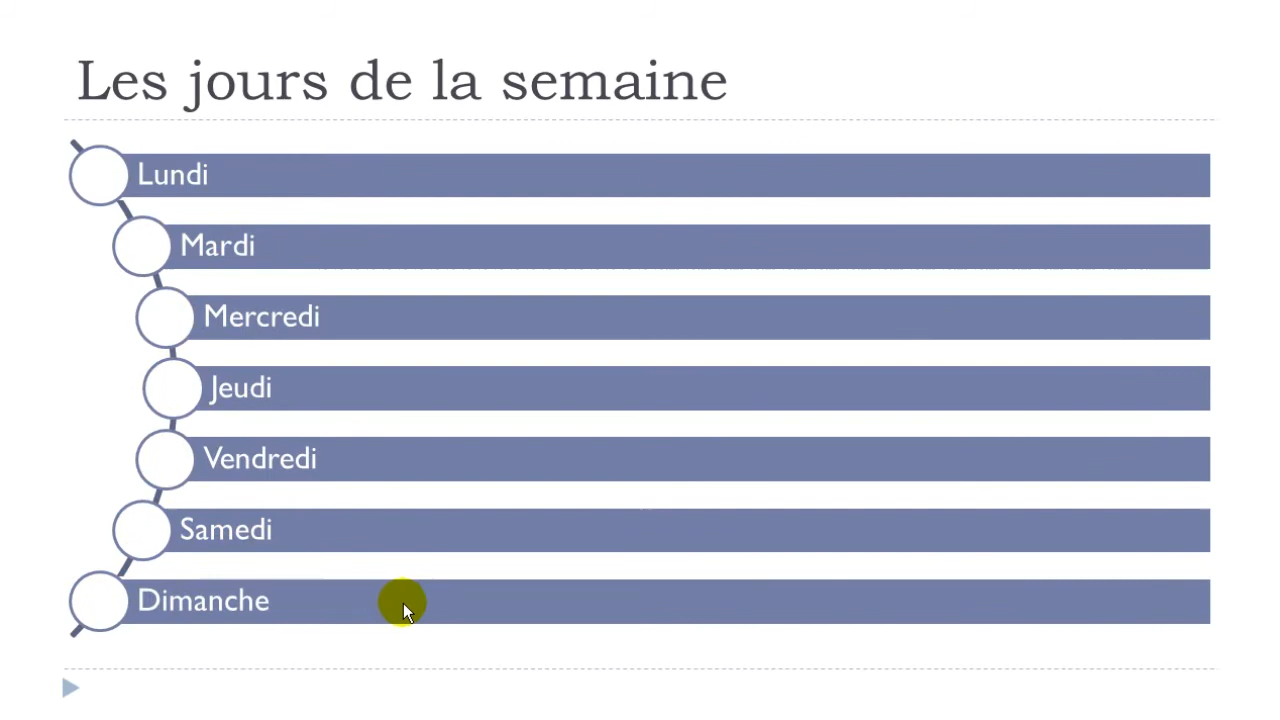 Les jours de la semaine
Lundi
Mardi
Mercredi
Jeudi
Vendredi
Samedi
Dimanche